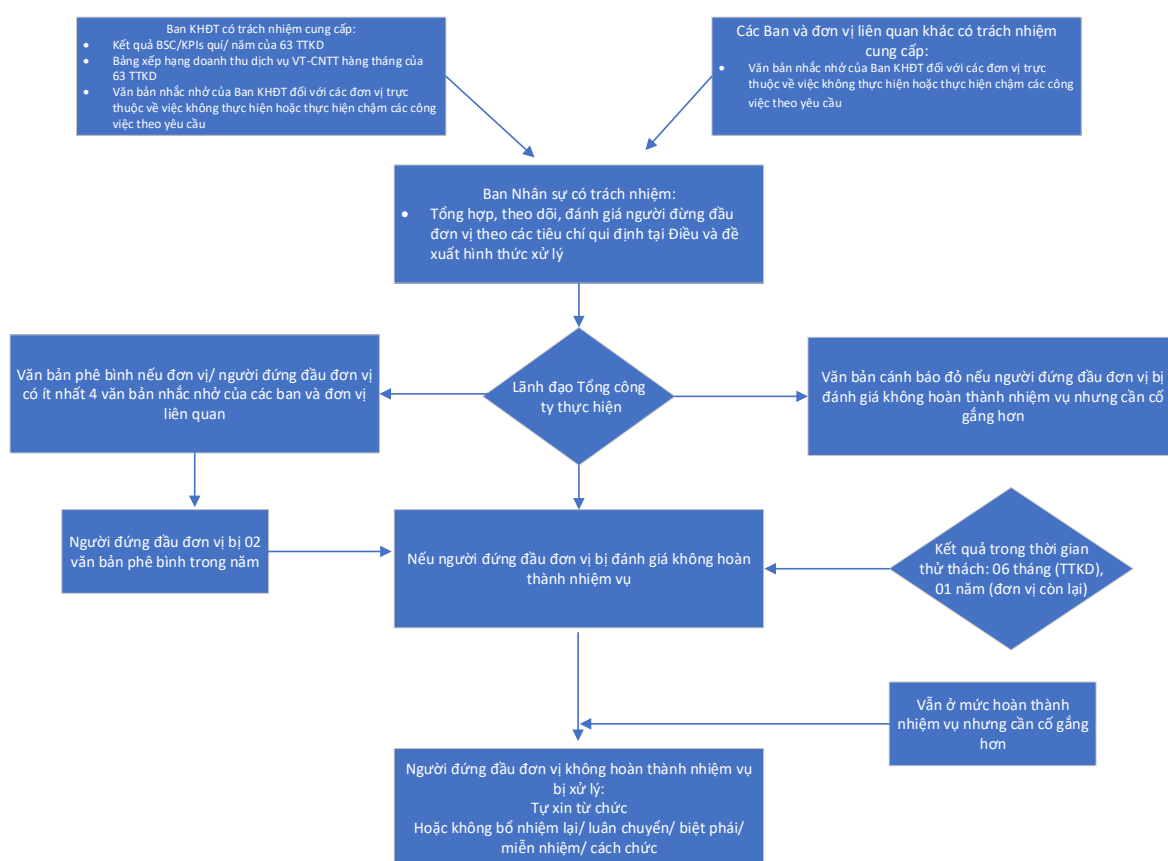 Ban KHĐT có trách nhiệm cung cấp:
• Kết quả BSC/KPIs quí/ năm của 63 TTKD
• Bảng xếp hạng doanh thu dịch vụ VT-CNTT hàng tháng của
63 TTKD
• Văn bản nhắc nhở của Ban KHĐT đối với các đơn vị trực
thuộc về việc không thực hiện hoặc thực hiện chậm các công
việc theo yêu cầu
Các Ban và đơn vị liên quan khác có trách nhiệm
cung cấp:
• Văn bản nhắc nhở của Ban KHĐT đối với các đơn vị trực
thuộc về việc không thực hiện hoặc thực hiện chậm các công
việc theo yêu cầu
Ban Nhân sự có trách nhiệm:
• Tổng hợp, theo dõi, đánh giá người đừng đầu
đơn vị theo các tiêu chí qui định tại Điều và đề
xuất hình thức xử lý
Văn bản phê bình nếu đơn vị/ người đứng đầu đơn vị
có ít nhất 4 văn bản nhắc nhở của các ban và đơn vị
liên quan
Lãnh đạo Tổng công
ty thực hiện
Văn bản cánh báo đỏ nếu người đứng đầu đơn vị bị
đánh giá không hoàn thành nhiệm vụ nhưng cần cố
gắng hơn
Người đứng đầu đơn vị bị 02
văn bản phê bình trong năm
Nếu người đứng đầu đơn vị bị đánh giá không hoàn
thành nhiệm vụ
Kết quả trong thời gian
thử thách: 06 tháng (TTKD),
01 năm (đơn vị còn lại)
Vẫn ở mức hoàn thành
nhiệm vụ nhưng cần cố gắng
hơn
Người đứng đầu đơn vị không hoàn thành nhiệm vụ
bị xử lý:
Tự xin từ chức
Hoặc không bổ nhiệm lại/ luân chuyển/ biệt phái/
miễn nhiệm/ cách chức